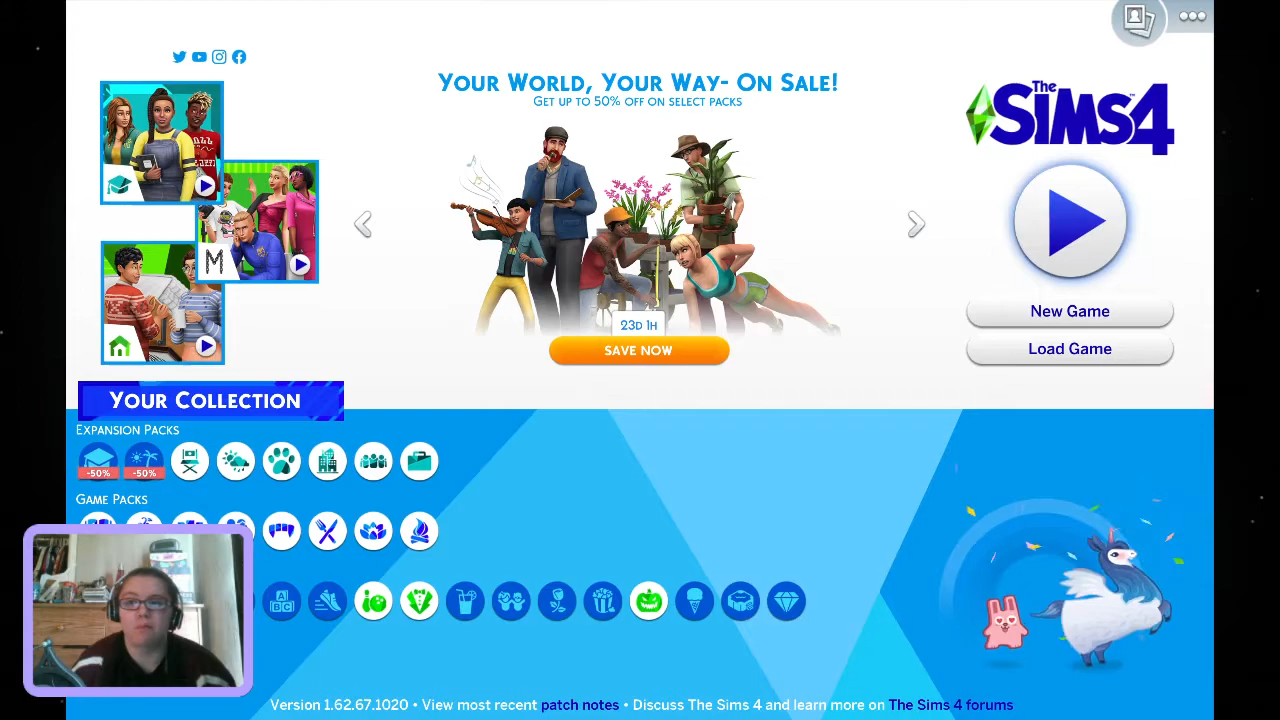 YOUR WORLD, YOUR WAY- ON SALE!
GET UP TO 50% OFF ON SELECT PACKS
The SIMS 4
M
23D 1H
SAVE NOW
New Game
Load Game
YOUR COLLECTION
EXPANSION PACKS
-50%
-50%
GAME PACKS
ABC
Version 1.62.67.1020 • View most recent patch notes • Discuss The Sims 4 and learn more on The Sims 4 forums